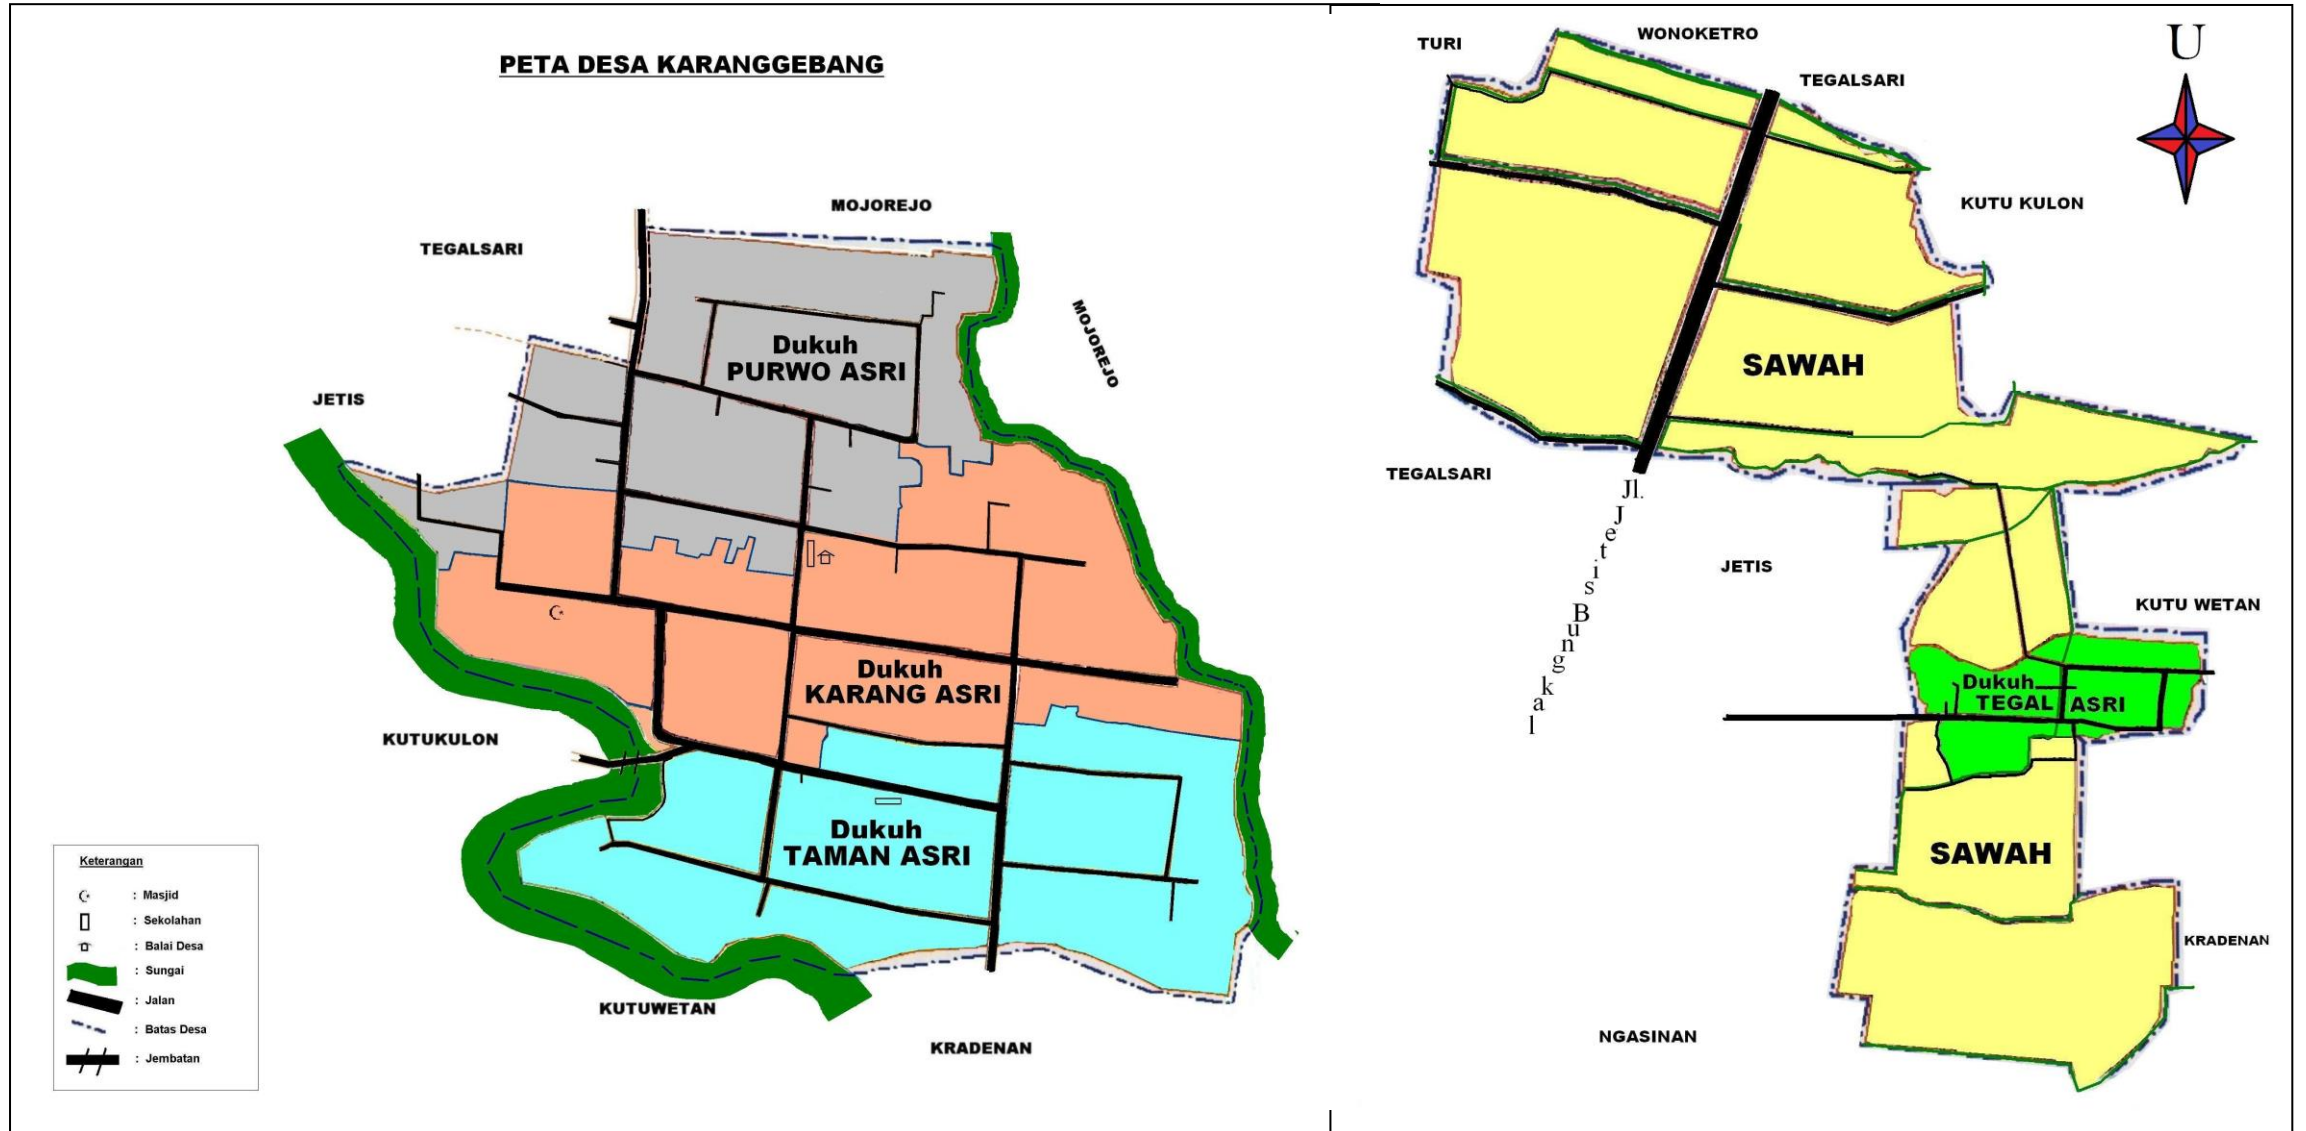 PETA DESA KARANGGEBANG
MOJOREJO
TEGALSARI
MOJOREJO
Dukuh
PURWO ASRI
JETIS
Dukuh
KARANG ASRI
KUTUKULON
Dukuh
TAMAN ASRI
KUTUWETAN
KRADENAN
Keterangan
: Masjid
: Sekolahan
: Balai Desa
: Sungai
: Jalan
: Batas Desa
: Jembatan
TURI
WONOKETRO
TEGALSARI
U
KUTU KULON
SAWAH
TEGALSARI
Jl. Jetis Bungkal
JETIS
KUTU WETAN
Dukuh
TEGAL ASRI
SAWAH
KRADENAN
NGASINAN